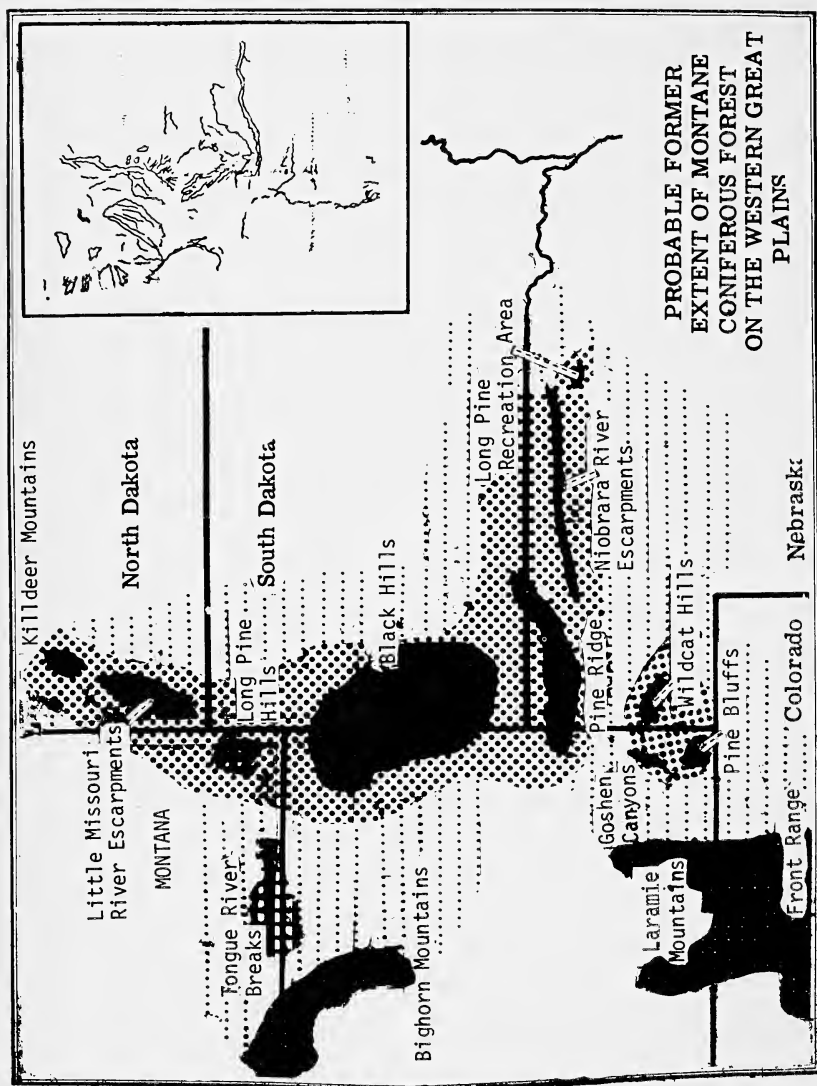 PROBABLE FORMER
EXTENT OF MONTANE
CONIFEROUS FOREST
ON THE WESTERN GREAT
PLAINS
Killdeer Mountains
North Dakota
Little Missouri
River Escarpments
MONTANA
South Dakota
Long Pine
Hills
Tongue River
Breaks
Black Hills
Bighorn Mountains
Long Pine
Recreation Area
Niobrara River
Escarpments
Pine Ridge
Goshen
Canyons
Wildcat Hills
Pine Bluffs
Laramie
Mountains
Front Range
Colorado
Nebraska